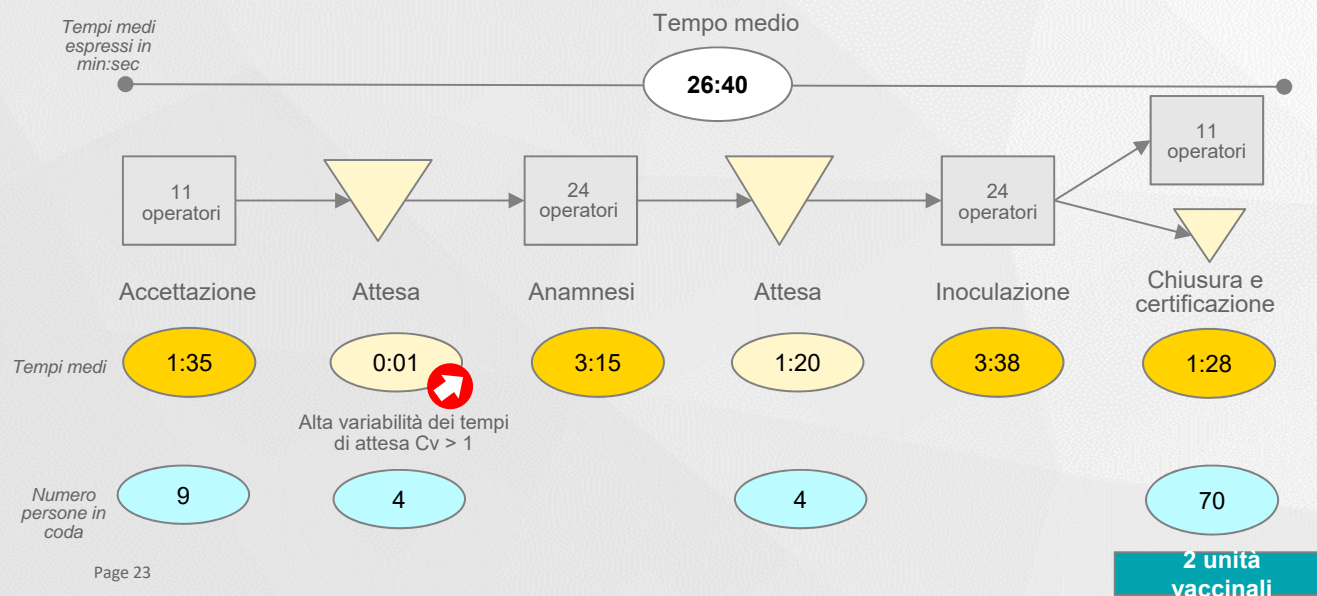 Tempi medi
espressi in
min:sec
Tempo medio
26:40
11
operatori
24
operatori
24
operatori
11
operatori
Accettazione
Attesa
Anamnesi
Attesa
Inoculazione
Chiusura e
certificazione
Tempi medi
1:35
0:01
3:15
1:20
3:38
1:28
Alta variabilità dei tempi
di attesa Cv > 1
Numero
persone in
coda
9
4
4
70
Page 23
2 unità
vaccinali